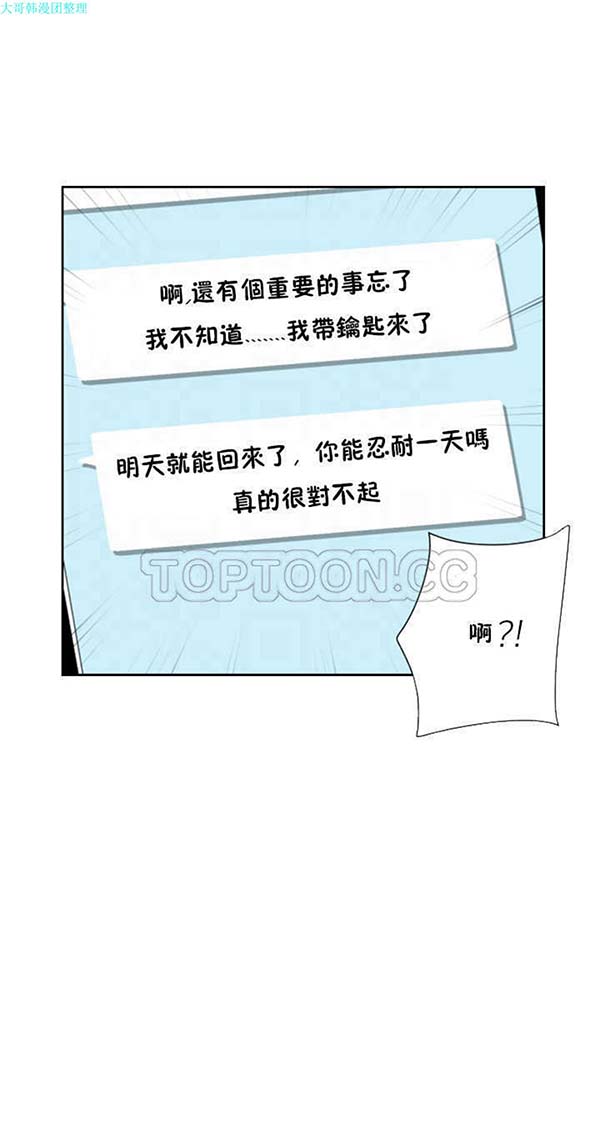 大哥韩漫团整理
啊,還有個重要的事忘了
我不知道.......我帶鑰匙來了
明天就能回來了，你能忍耐一天嗎
真的很對不起
TOPTOON.CC
啊?!